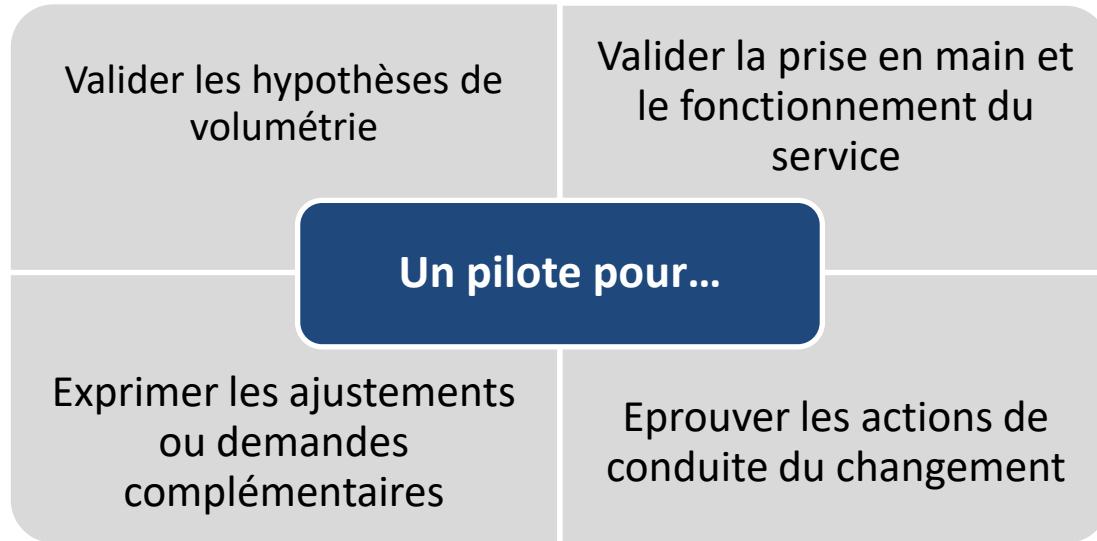 Valider les hypothèses de
volumétrie
Valider la prise en main et
le fonctionnement du
service
Un pilote pour…
Exprimer les ajustements
ou demandes
complémentaires
Eprouver les actions de
conduite du changement